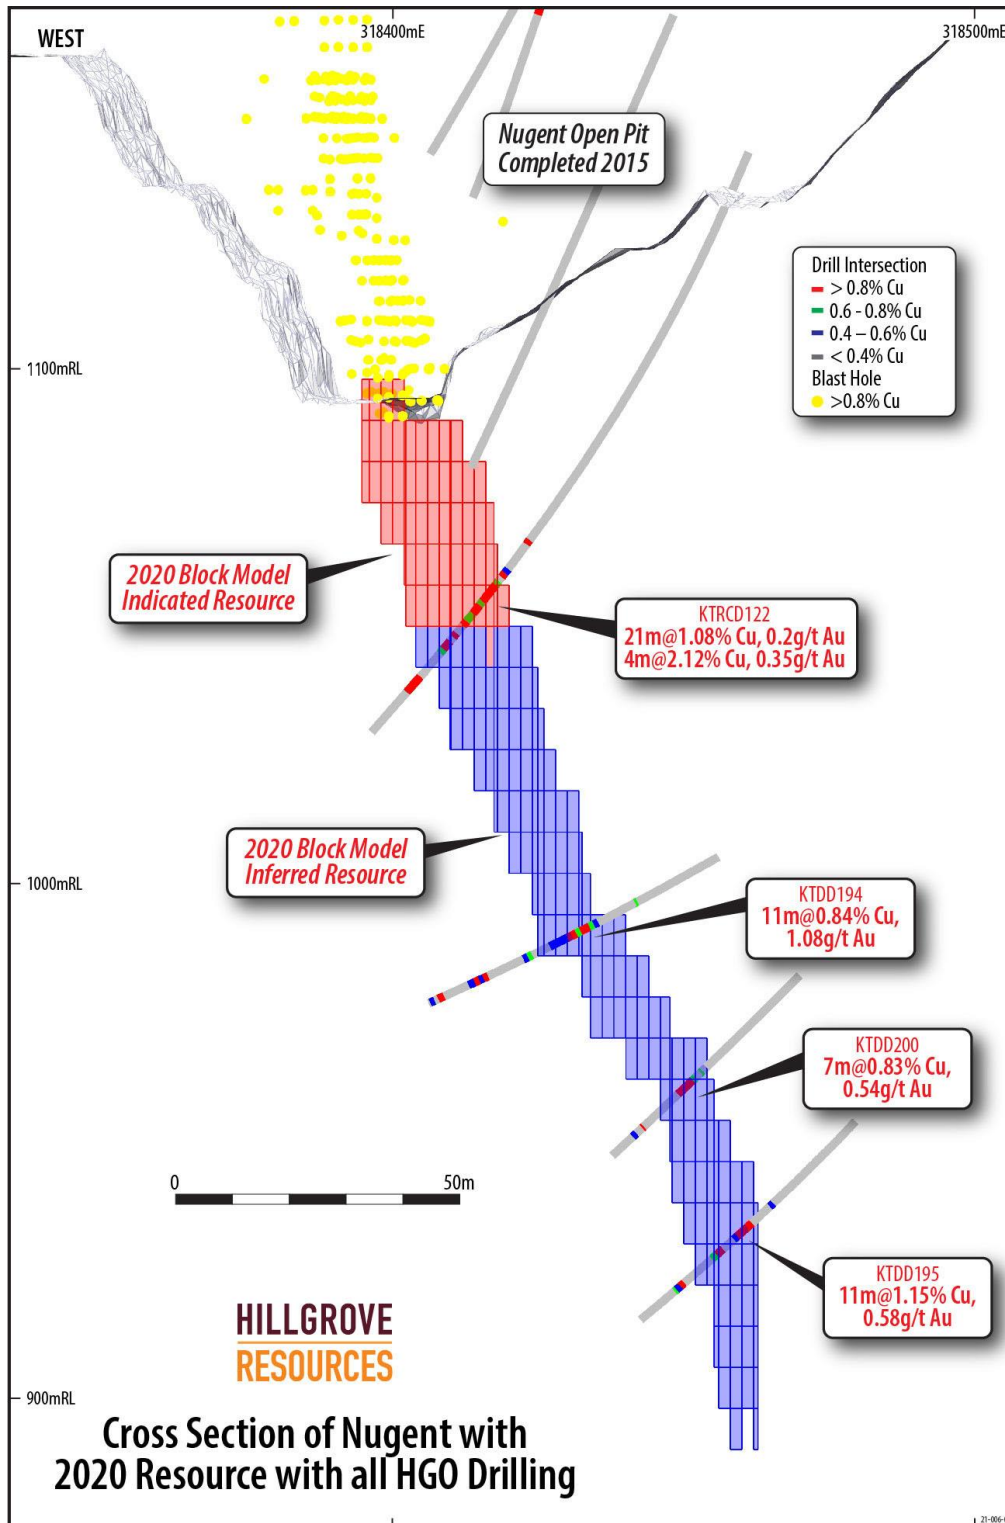 WEST
318400mE
318500mE
Nugent Open Pit
Completed 2015
Drill Intersection
> 0.8% Cu
0.6 - 0.8% Cu
0.4 – 0.6% Cu
< 0.4% Cu
Blast Hole
>0.8% Cu
1100mRL
2020 Block Model
Indicated Resource
KTRCD122
21m@1.08% Cu, 0.2g/t Au
4m@2.12% Cu, 0.35g/t Au
2020 Block Model
Inferred Resource
1000mRL
KTDD194
11m@0.84% Cu,
1.08g/t Au
KTDD200
7m@0.83% Cu,
0.54g/t Au
0
50m
KTDD195
11m@1.15% Cu,
0.58g/t Au
HILLGROVE
RESOURCES
900mRL
Cross Section of Nugent with
2020 Resource with all HGO Drilling